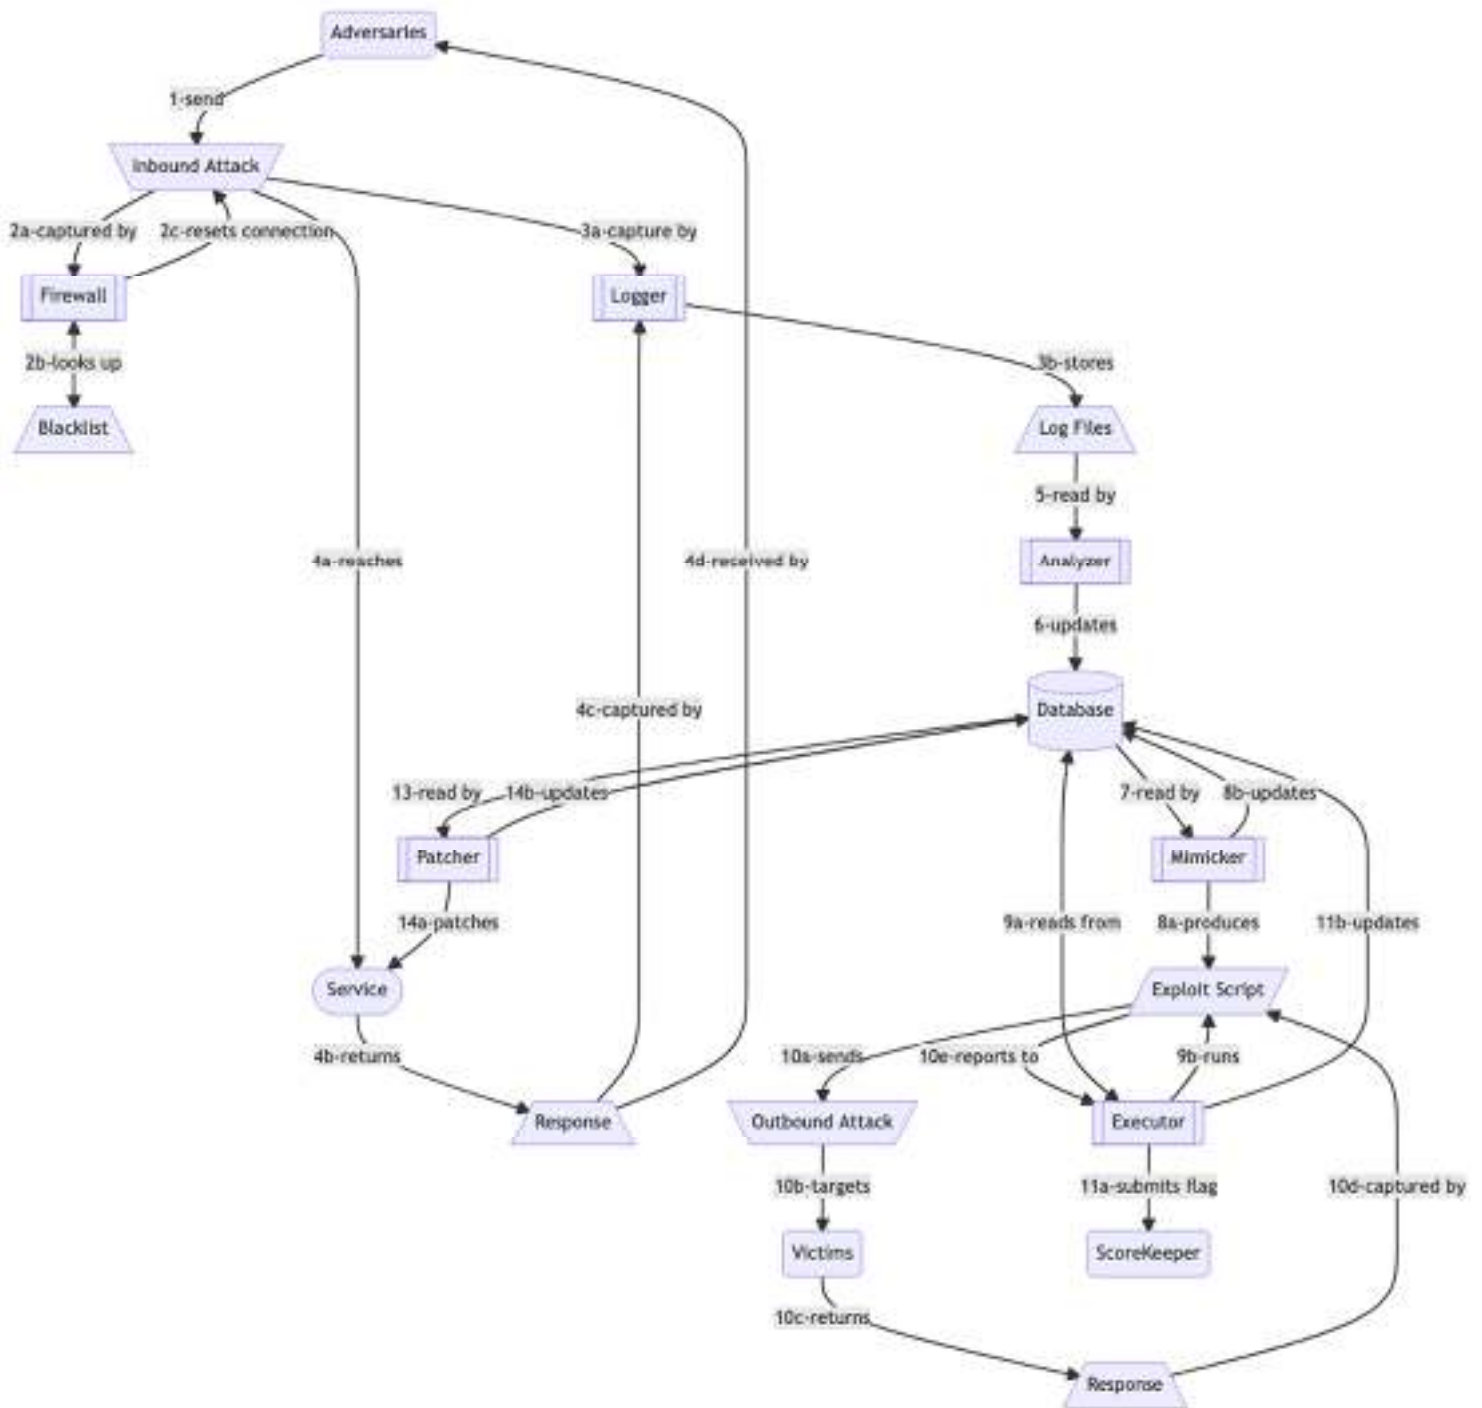 Adversaries
1-send
Inbound Attack
2a-captured by
2c-resets connection
3a-capture by
Firewall
Logger
2b-looks up
3b-stores
Blacklist
Log Files
5-read by
4a-reaches
4d-received by
Analyzer
6-updates
4c-captured by
Database
13-read by
14b-updates
7-read by
8b-updates
Patcher
Mimicker
14a-patches
9a-reads from
8a-produces
11b-updates
Service
Exploit Script
4b-returns
10a-sends
10e-reports to
9b-runs
Response
Outbound Attack
Executor
10b-targets
11a-submits flag
10d-captured by
Victims
ScoreKeeper
10c-returns
Response